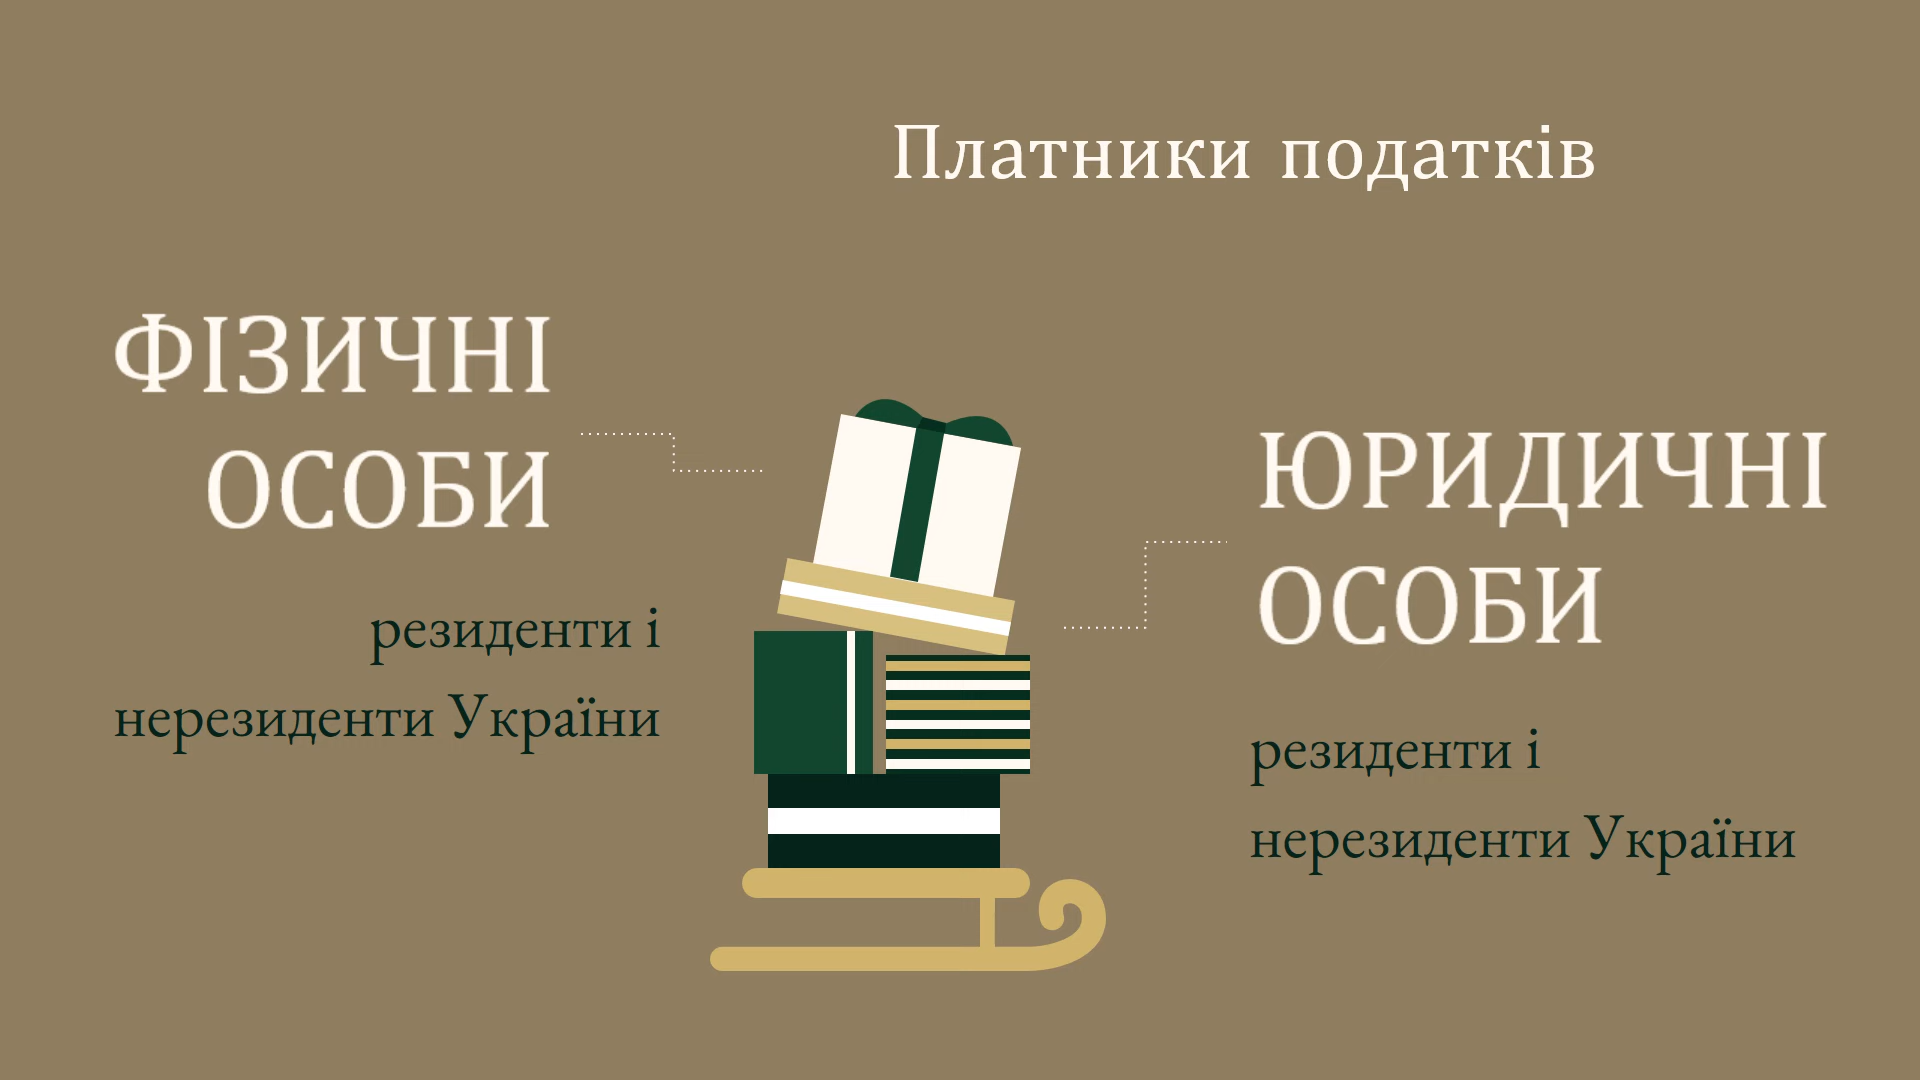 Платники податків
ФІЗИЧНІ
ОСОБИ
резиденти і
нерезиденти України
ЮРИДИЧНІ
ОСОБИ
резиденти і
нерезиденти України